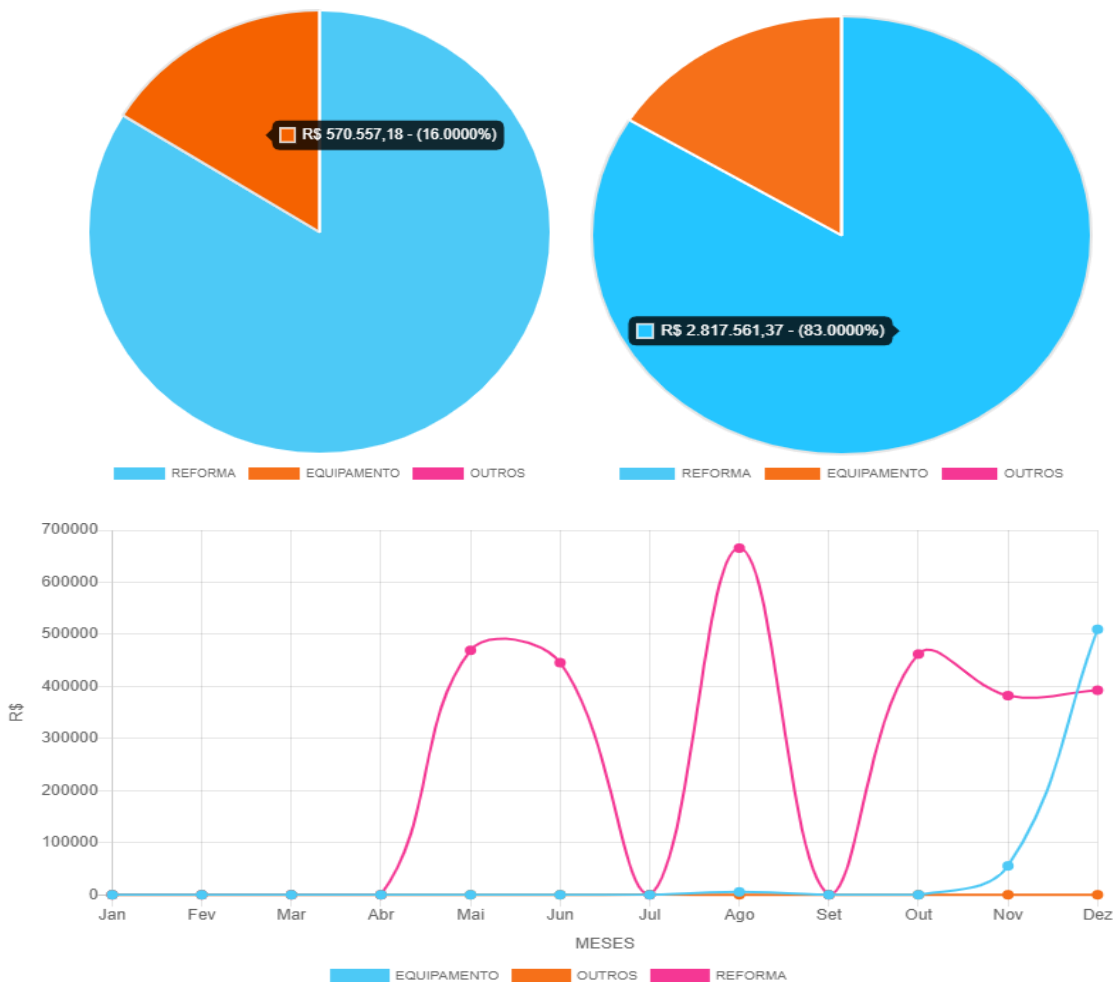 R$ 570.557,18 - (16.0000%)
R$ 2.817.561,37 - (83.0000%)
REFORMA EQUIPAMENTO OUTROS
REFORMA EQUIPAMENTO OUTROS
700000
600000
500000
400000
300000
200000
100000
0
R$
Jan Fev Mar Abr Mai Jun Jul Ago Set Out Nov Dez
MESES
EQUIPAMENTO OUTROS REFORMA